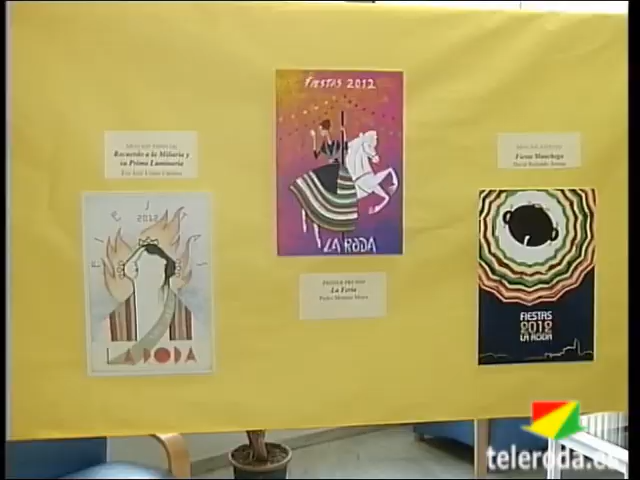 FIESTAS 2012
LA RODA
Recuerdo a la Miliaria y
su Prima Luminaria
2012
LA RODA
PRIMER PREMIO
La Feria
Fiesta Manchega
FIESTAS
2012
LA RODA
teleroda.es